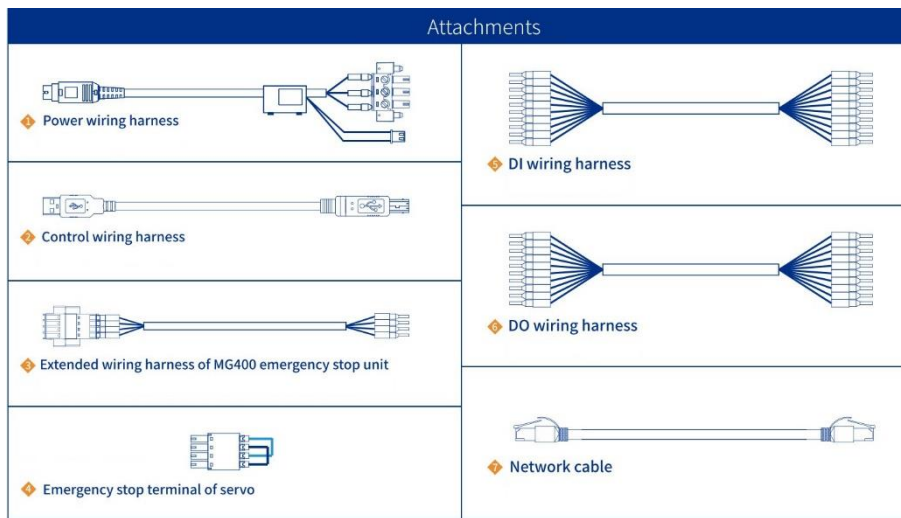 Attachments
1 Power wiring harness
2 Control wiring harness
3 Extended wiring harness of MG400 emergency stop unit
4 Emergency stop terminal of servo
5 DI wiring harness
6 DO wiring harness
7 Network cable